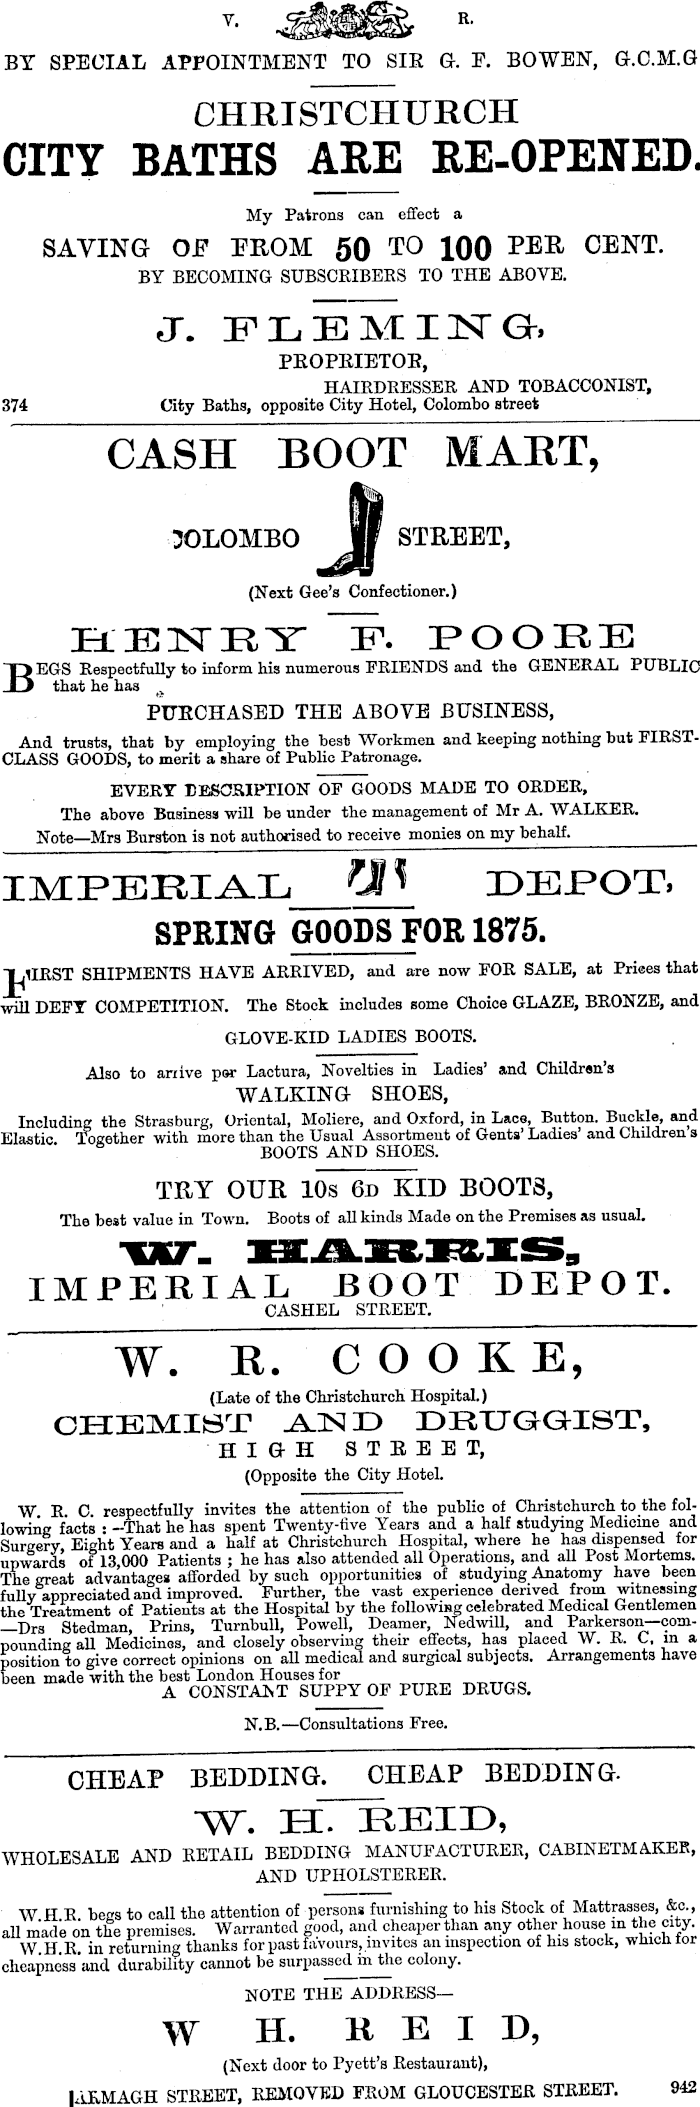 V. R.
BY SPECIAL APPOINTMENT TO SIR G. F. BOWEN, G.C.M.G
CHRISTCHURCH
CITY BATHS ARE RE-OPENED.
My Patrons can effect a
SAVING OF FROM 50 TO 100 PER CENT.
BY BECOMING SUBSCRIBERS TO THE ABOVE.
J. FLEMING,
PROPRIETOR,
HAIRDRESSER AND TOBACCONIST,
374 City Baths, opposite City Hotel, Colombo street
CASH BOOT MART,
COLOMBO STREET,
(Next Gee's Confectioner.)
HENRY F. POORE
BEGS Respectfully to inform his numerous FRIENDS and the GENERAL PUBLIC
that he has
PURCHASED THE ABOVE BUSINESS,
And trusts, that by employing the best Workmen and keeping nothing but FIRST-
CLASS GOODS, to merit a share of Public Patronage.
EVERY DESCRIPTION OF GOODS MADE TO ORDER,
The above Business will be under the management of Mr A. WALKER.
Note—Mrs Burston is not authorised to receive monies on my behalf.
IMPERIAL DEPOT,
SPRING GOODS FOR 1875.
FIRST SHIPMENTS HAVE ARRIVED, and are now FOR SALE, at Prices that
will DEFY COMPETITION. The Stock includes some Choice GLAZE, BRONZE, and
GLOVE-KID LADIES BOOTS.
Also to arrive per Lactura, Novelties in Ladies' and Children's
WALKING SHOES,
Including the Strasburg, Oriental, Moliere, and Oxford, in Lace, Button. Buckle, and
Elastic. Together with more than the Usual Assortment of Gents' Ladies' and Children's
BOOTS AND SHOES.
TRY OUR 10s 6D KID BOOTS,
The best value in Town. Boots of all kinds Made on the Premises as usual.
W. HARRIS,
IMPERIAL BOOT DEPOT.
CASHEL STREET.
W. R. COOKE,
(Late of the Christchurch Hospital.)
CHEMIST AND DRUGGIST,
HIGH STREET,
(Opposite the City Hotel.
W. R. C. respectfully invites the attention of the public of Christchurch to the fol-
lowing facts :—That he has spent Twenty-five Years and a half studying Medicine and
Surgery, Eight Years and a half at Christchurch Hospital, where he has dispensed for
upwards of 13,000 Patients ; he has also attended all Operations, and all Post Mortems.
The great advantages afforded by such opportunities of studying Anatomy have been
fully appreciated and improved. Further, the vast experience derived from witnessing
the Treatment of Patients at the Hospital by the following celebrated Medical Gentlemen
—Drs Stedman, Prins, Turnbull, Powell, Deamer, Nedwill, and Parkerson—com-
pounding all Medicines, and closely observing their effects, has placed W. R. C. in a
position to give correct opinions on all medical and surgical subjects. Arrangements have
been made with the best London Houses for
A CONSTANT SUPPY OF PURE DRUGS.
N.B.—Consultations Free.
CHEAP BEDDING. CHEAP BEDDING.
W. H. REID,
WHOLESALE AND RETAIL BEDDING MANUFACTURER, CABINETMAKER,
AND UPHOLSTERER.
W.H.R. begs to call the attention of persons furnishing to his Stock of Mattrasses, &c.,
all made on the premises. Warranted good, and cheaper than any other house in the city.
W.H.R. in returning thanks for past favours, invites an inspection of his stock, which for
cheapness and durability cannot be surpassed in the colony.
NOTE THE ADDRESS—
W H. REID,
(Next door to Pyett's Restaurant),
ARMAGH STREET, REMOVED FROM GLOUCESTER STREET. 942